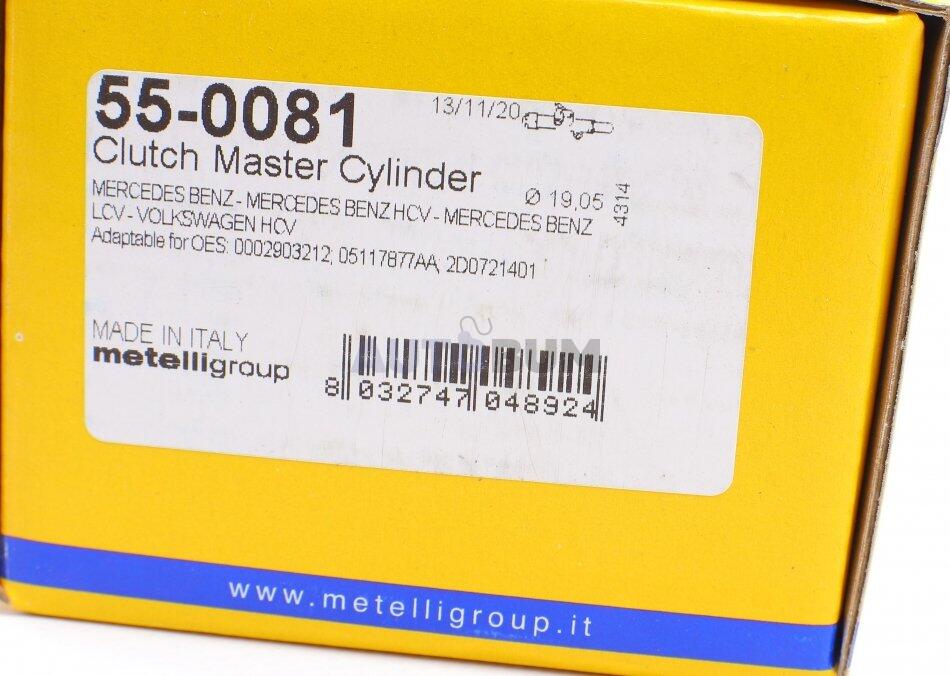 55-0081
13/11/20
Clutch Master Cylinder
Ø 19,05
4314
MERCEDES BENZ - MERCEDES BENZ HCV - MERCEDES BENZ
LCV - VOLKSWAGEN HCV
Adaptable for OES: 0002903212; 05117877AA; 2D0721401
MADE IN ITALY
metelligroup
AUTOBUM
8 032747 048924
www.metelligroup.it